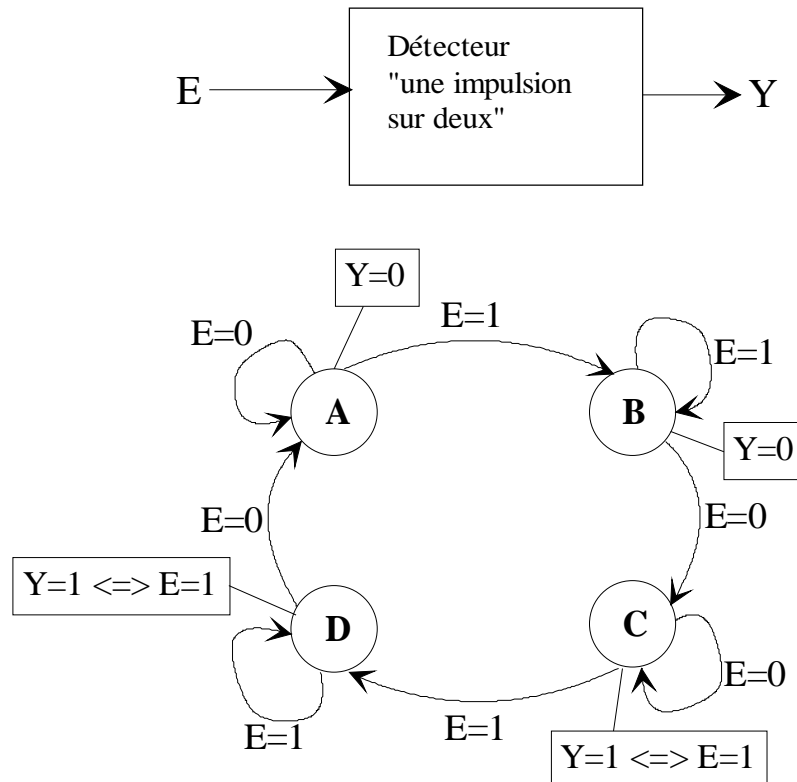 Détecteur
"une impulsion
sur deux"
E
Y
Y=0
E=1
E=0
E=1
A
B
Y=0
E=0
E=0
Y=1 <=> E=1
D
C
E=0
E=1
E=1
Y=1 <=> E=1